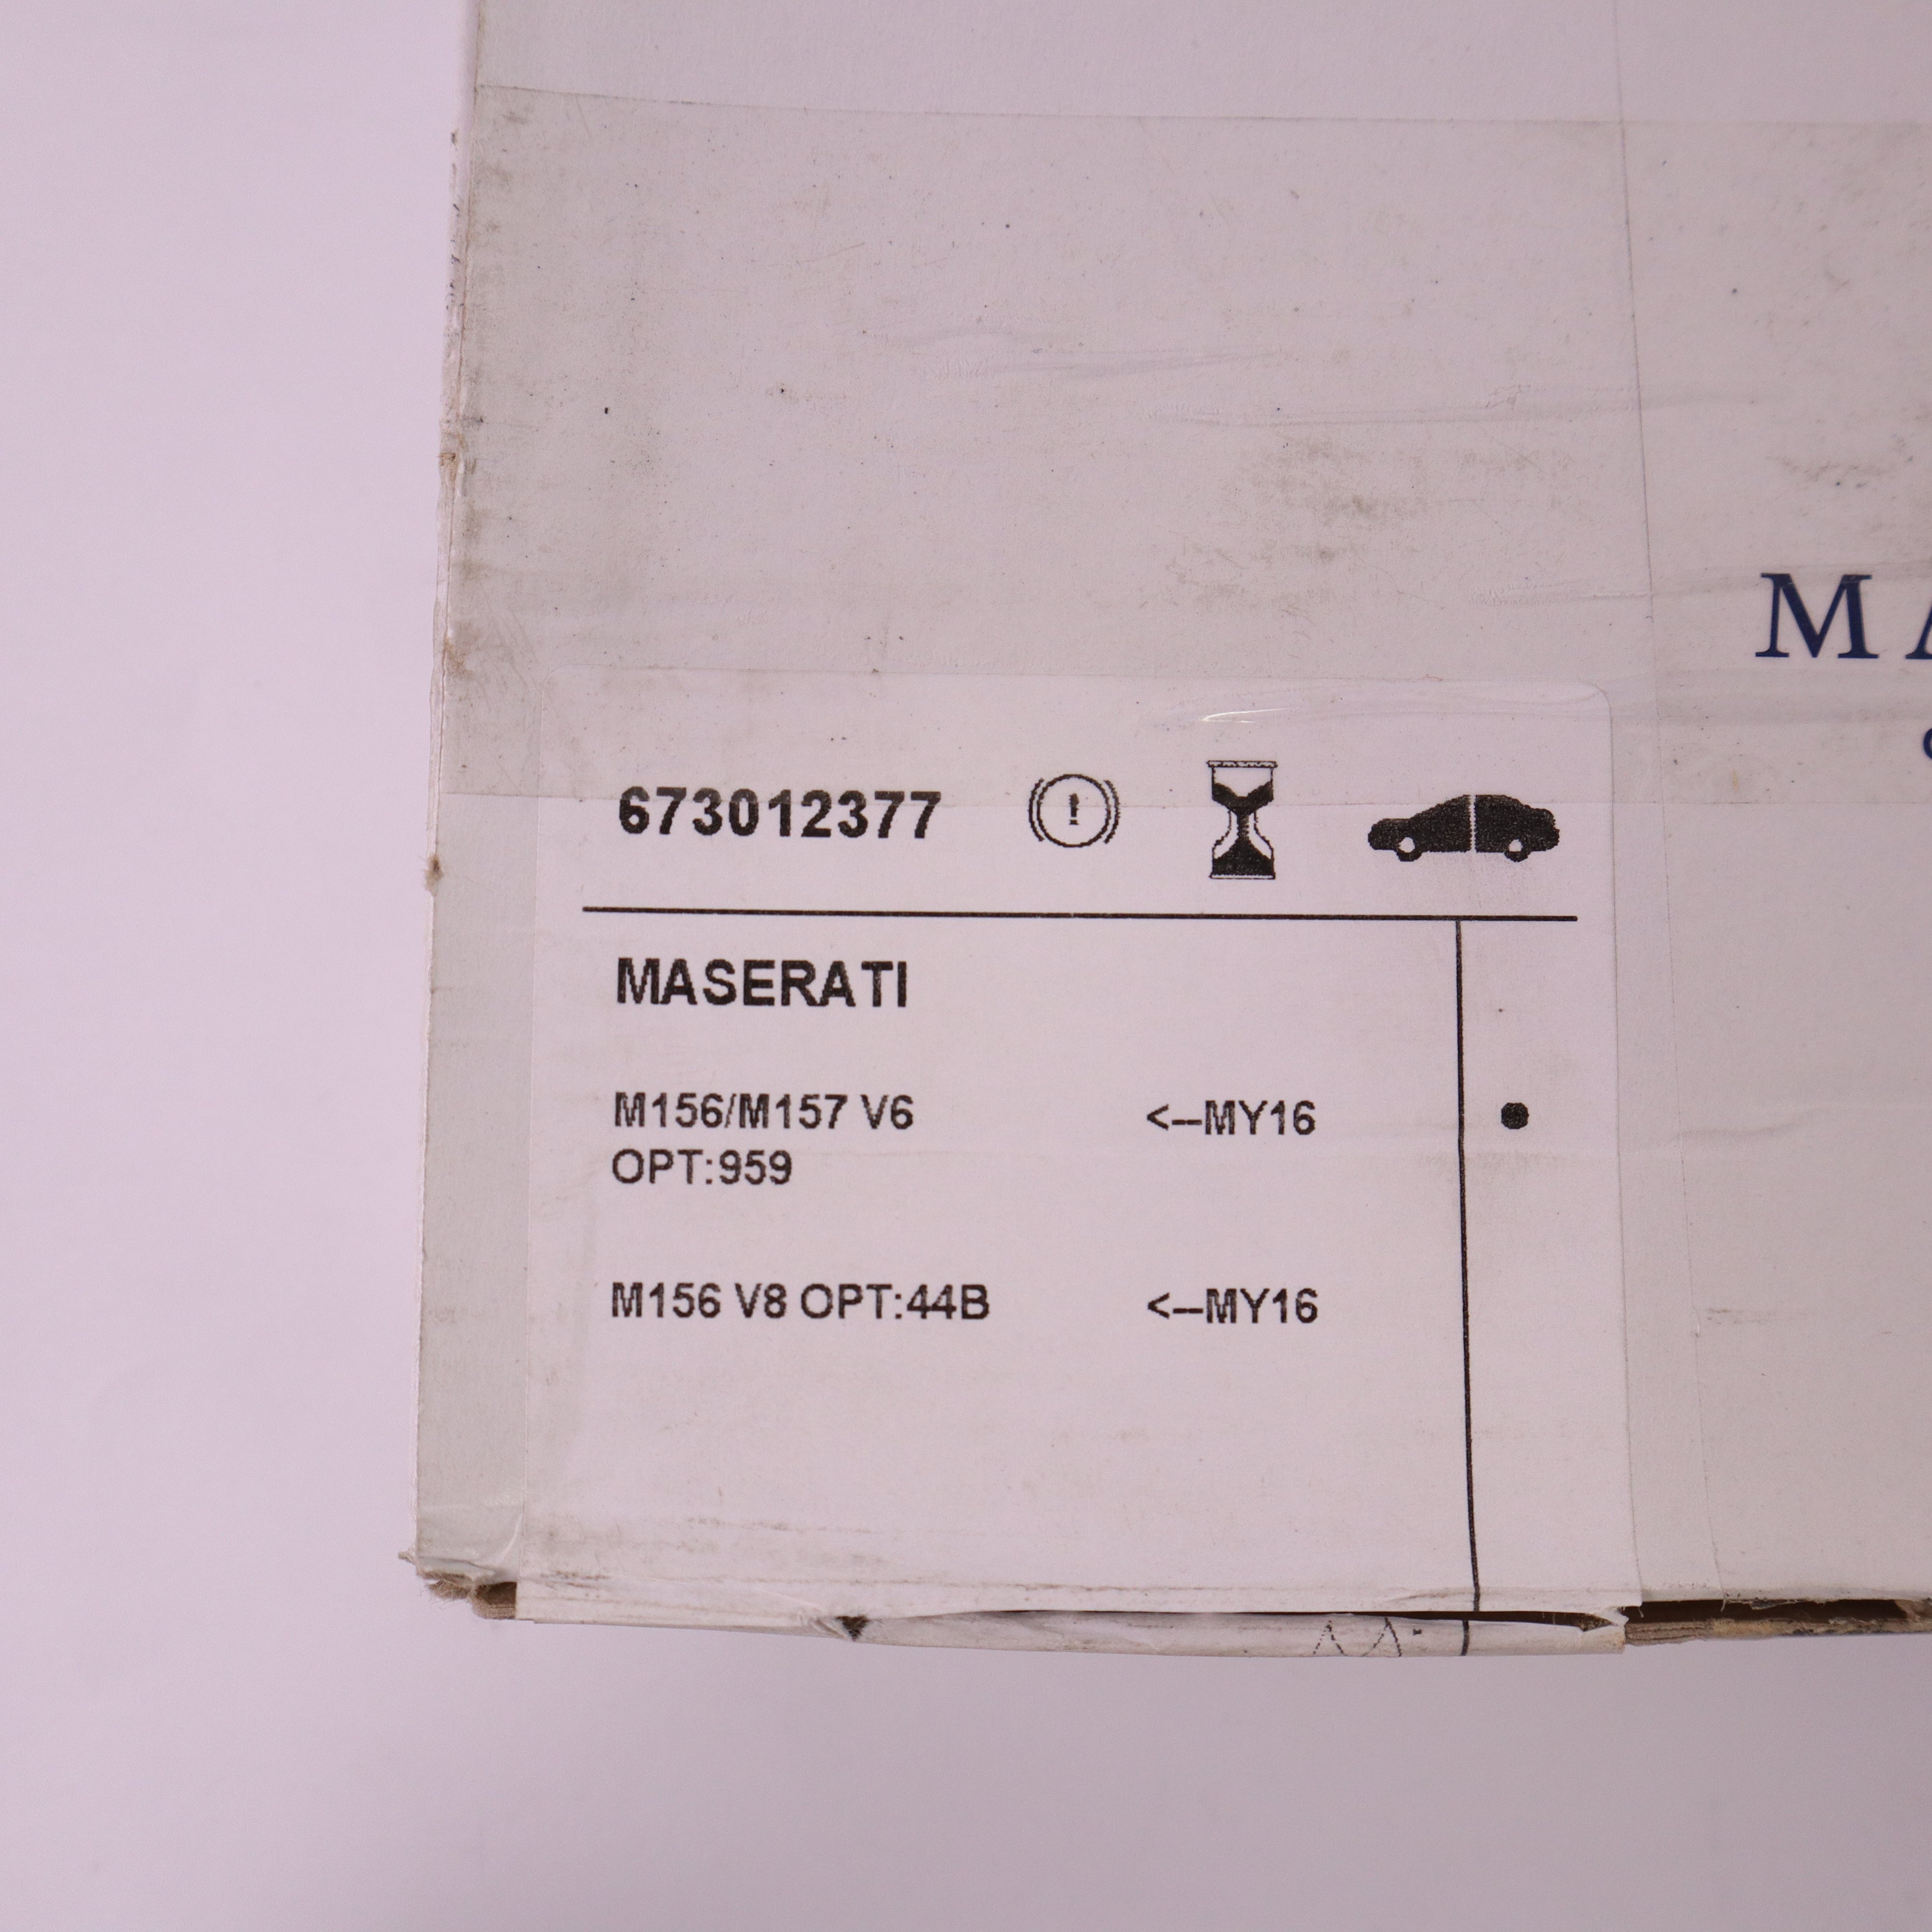 M
673012377
MASERATI
M156/M157 V6 <--MY16
OPT:959
M156 V8 OPT:44B <--MY16